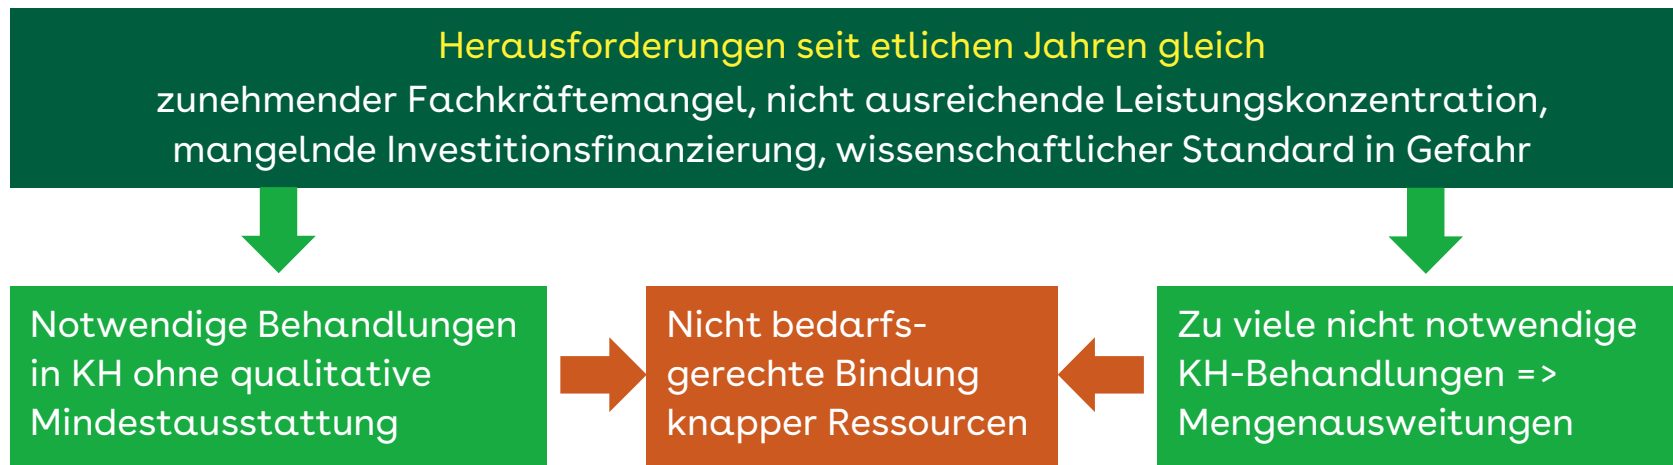 Herausforderungen seit etlichen Jahren gleich
zunehmender Fachkräftemangel, nicht ausreichende Leistungskonzentration,
mangelnde Investitionsfinanzierung, wissenschaftlicher Standard in Gefahr
Notwendige Behandlungen
in KH ohne qualitative
Mindestausstattung
Nicht bedarfs-
gerechte Bindung
knapper Ressourcen
Zu viele nicht notwendige
KH-Behandlungen =>
Mengenausweitungen